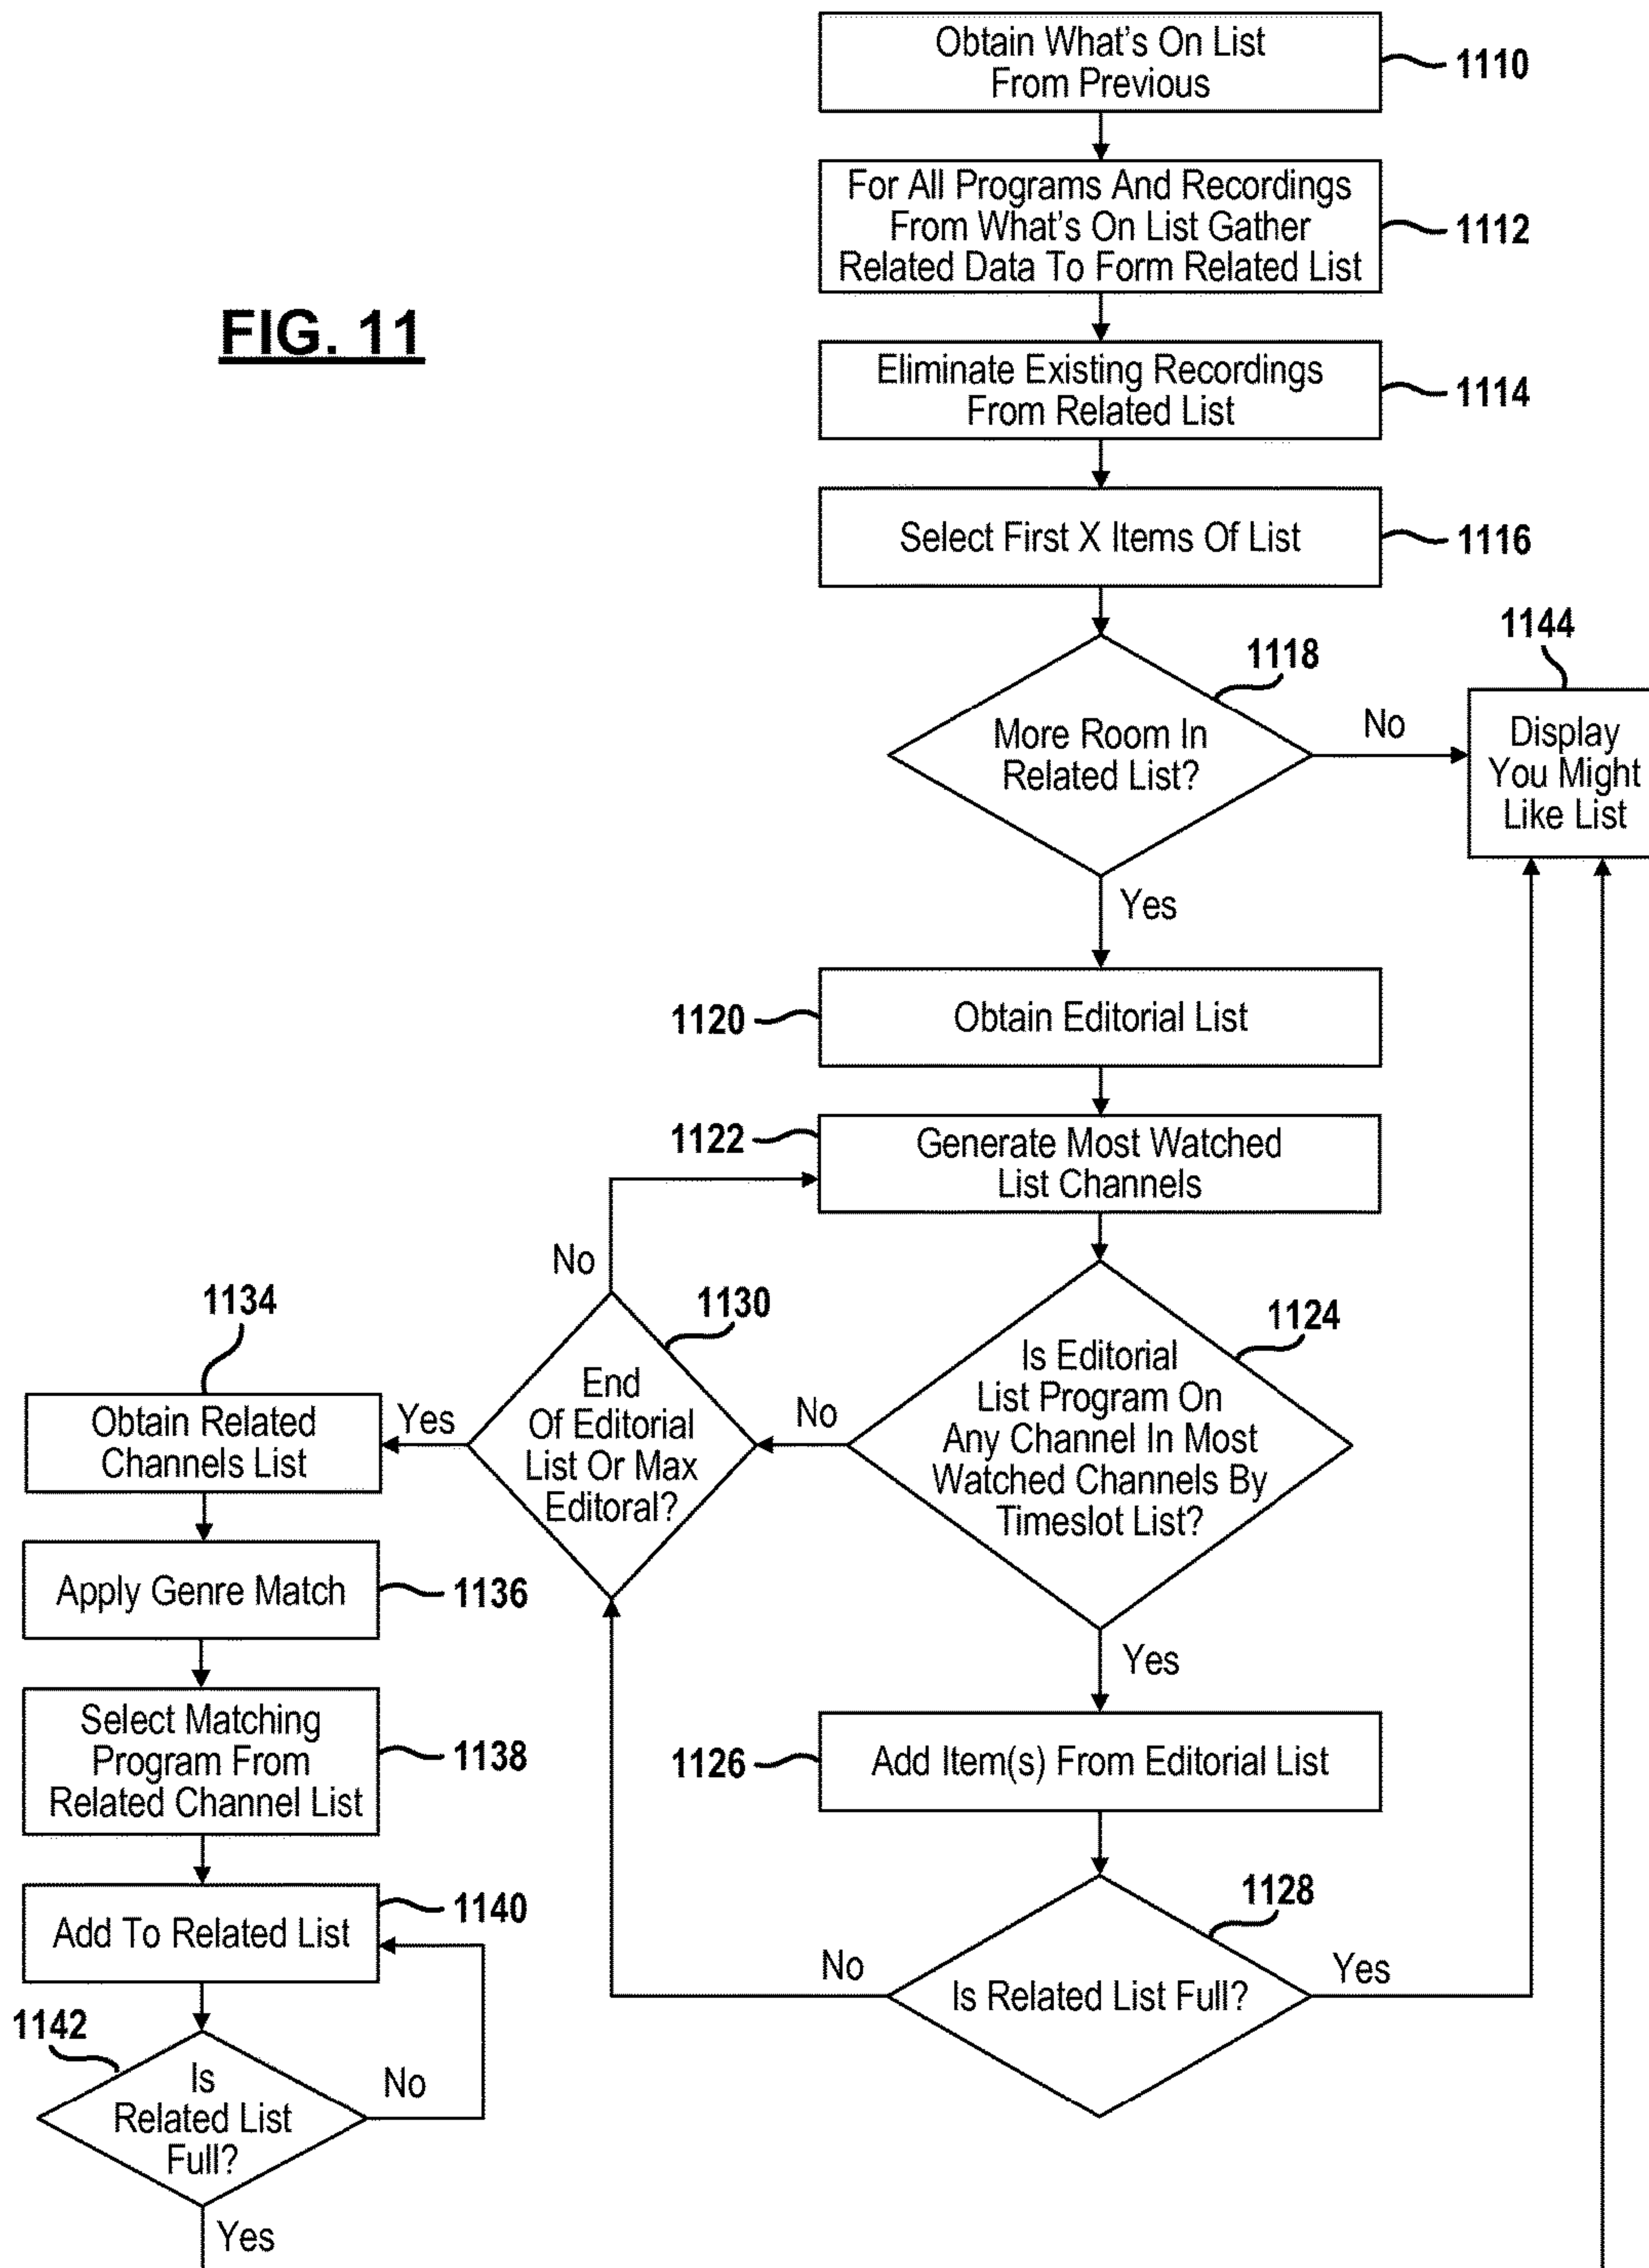 Obtain What's On List
From Previous
1110
For All Programs And Recordings
From What's On List Gather
Related Data To Form Related List
1112
FIG. 11
Eliminate Existing Recordings
From Related List
1114
Select First X Items Of List
1116
1118
More Room In
Related List?
No
1144
Display
You Might
Like List
Yes
1120
Obtain Editorial List
1122
Generate Most Watched
List Channels
1124
Is Editorial
List Program On
Any Channel In Most
Watched Channels By
Timeslot List?
No
1130
End
Of Editorial
List Or Max
Editoral?
No
Yes
1134
Obtain Related
Channels List
Apply Genre Match
1136
Select Matching
Program From
Related Channel List
1138
Add To Related List
1140
1142
Is
Related List
Full?
No
Yes
Yes
1126
Add Item(s) From Editorial List
1128
Is Related List Full?
No
Yes